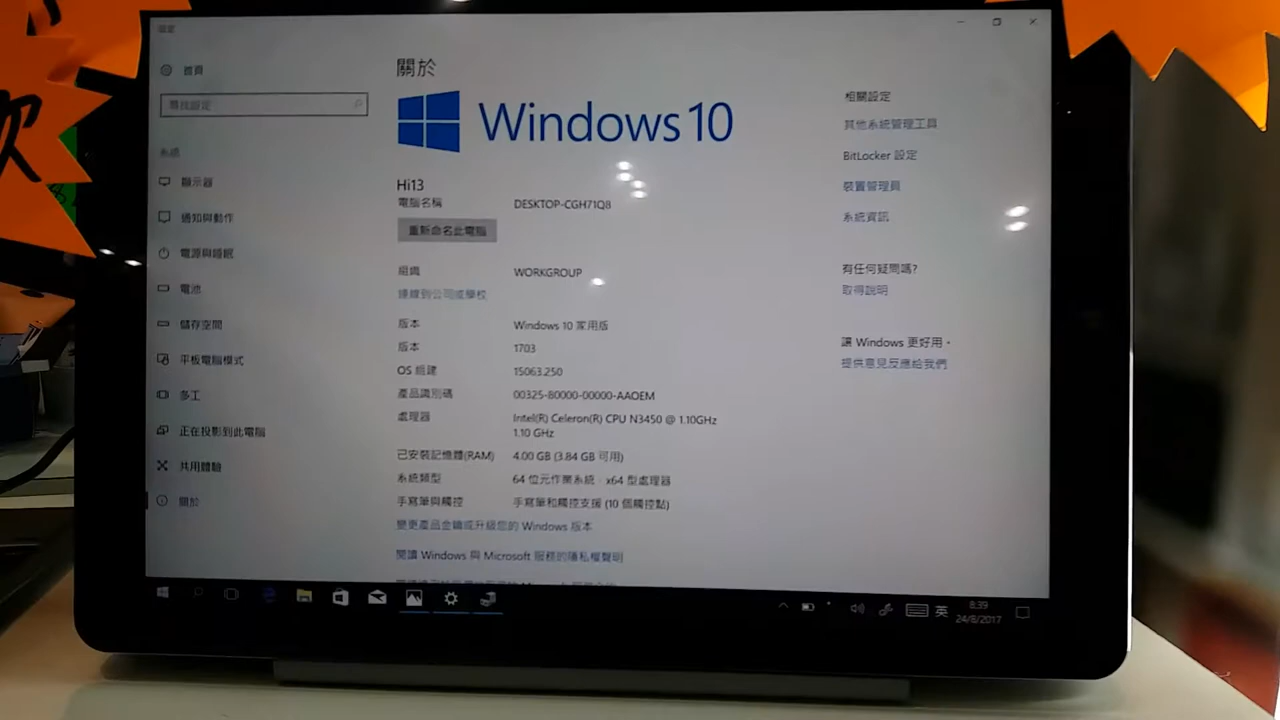 設定
首頁
尋找設定
系統
顯示器
通知與動作
電源與睡眠
電池
儲存空間
平板電腦模式
多工
正在投影到此電腦
共用體驗
關於
關於
Windows 10
Hi13
電腦名稱 DESKTOP-CGH71Q8
重新命名此電腦
組織 WORKGROUP
連線到公司或學校
版本 Windows 10 家用版
版本 1703
OS 組建 15063.250
產品識別碼 00325-80000-00000-AAOEM
處理器 Intel(R) Celeron(R) CPU N3450 @ 1.10GHz
1.10 GHz
已安裝記憶體(RAM) 4.00 GB (3.84 GB 可用)
系統類型 64 位元作業系統，x64 型處理器
手寫筆與觸控 手寫筆和觸控支援 (10 個觸控點)
變更產品金鑰或升級您的 Windows 版本
閱讀 Windows 與 Microsoft 服務的隱私權聲明
相關設定
其他系統管理工具
BitLocker 設定
裝置管理員
系統資訊
有任何疑問嗎?
取得說明
讓 Windows 更好用。
提供意見反應給我們
英
8:39
24/8/2017